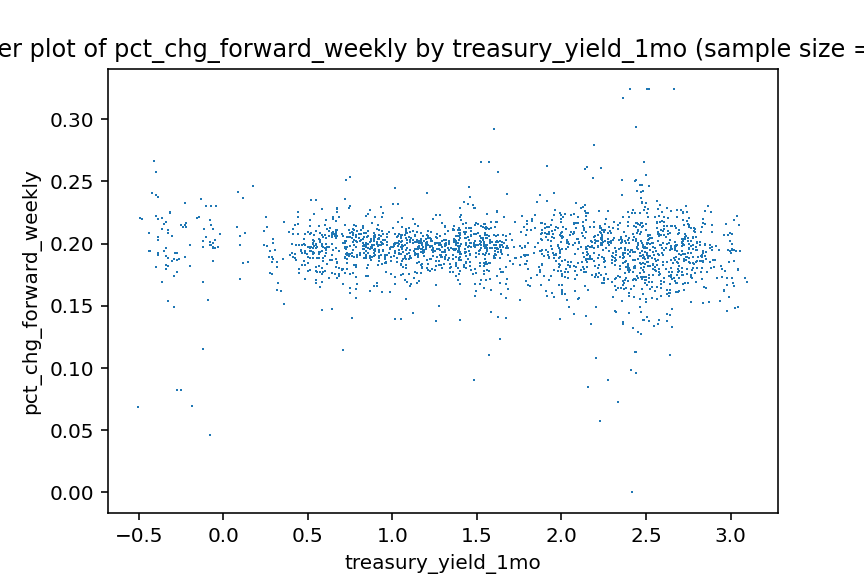 er plot of pct_chg_forward_weekly by treasury_yield_1mo (sample size =
pct_chg_forward_weekly
0.30
0.25
0.20
0.15
0.10
0.05
0.00
−0.5 0.0 0.5 1.0 1.5 2.0 2.5 3.0
treasury_yield_1mo